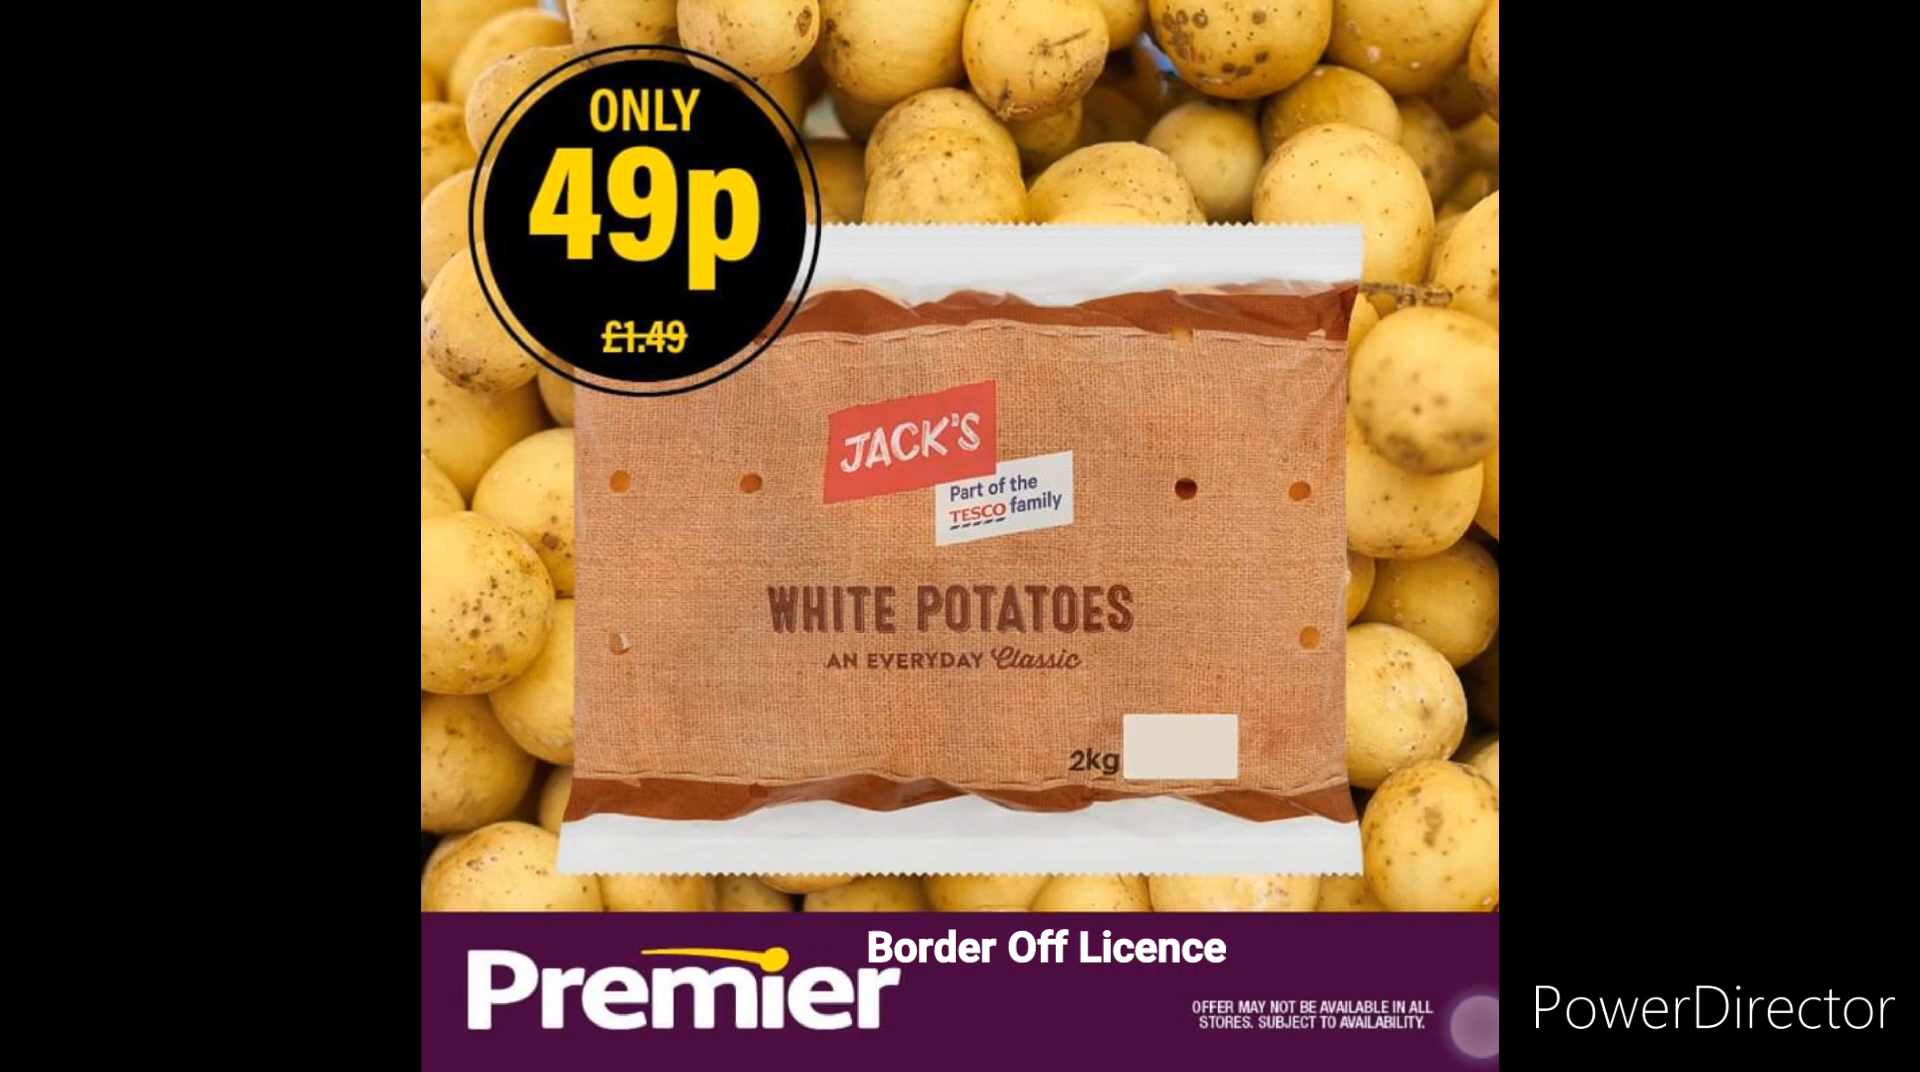 ONLY
49p
£1.49
JACK'S
Part of the
TESCO family
WHITE POTATOES
AN EVERYDAY Classic
2kg
Border Off Licence
Premier
OFFER MAY NOT BE AVAILABLE IN ALL
STORES. SUBJECT TO AVAILABILITY.
PowerDirector